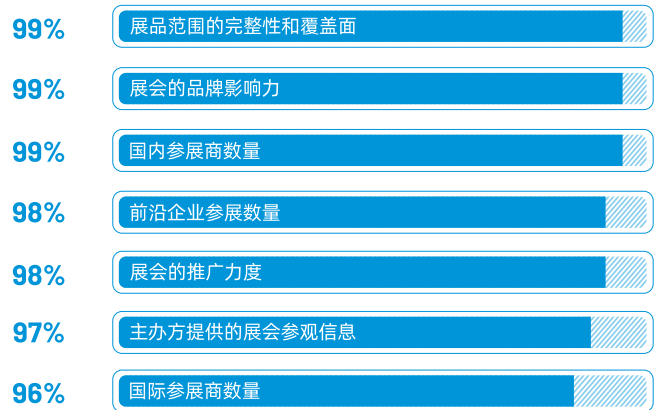 99% 展品范围的完整性和覆盖面
99% 展会的品牌影响力
99% 国内参展商数量
98% 前沿企业参展数量
98% 展会的推广力度
97% 主办方提供的展会参观信息
96% 国际参展商数量